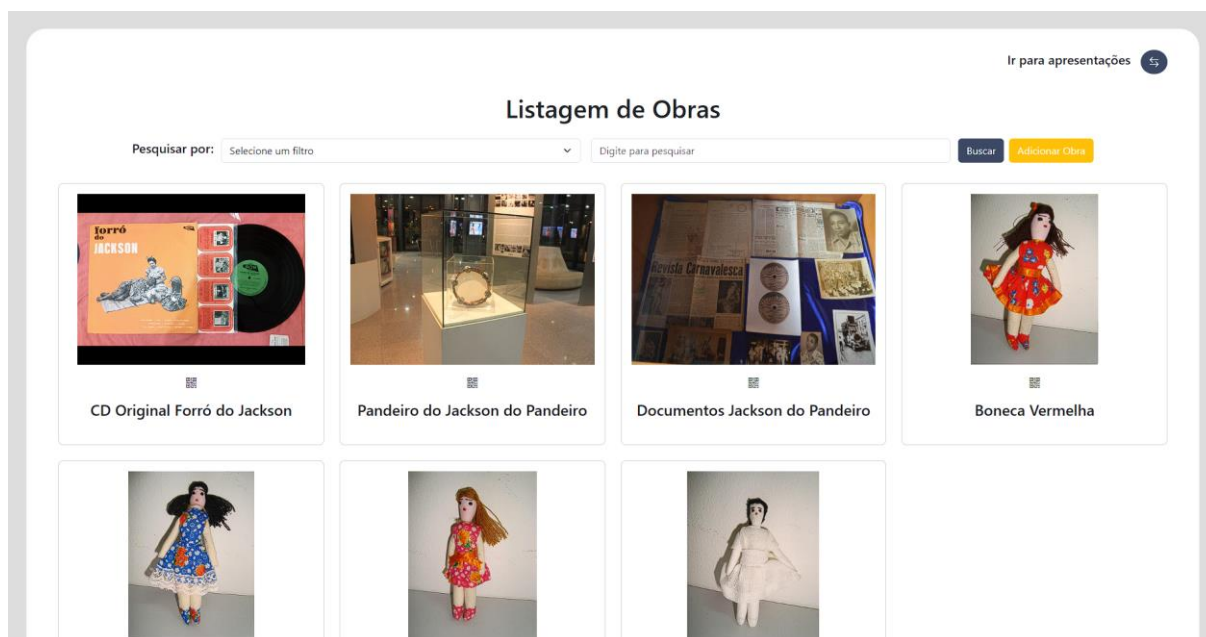 Ir para apresentações
Listagem de Obras
Pesquisar por: Selecione um filtro Digite para pesquisar Buscar Adicionar Obra
forró
do
JACKSON
Revista Carnavalesca
CD Original Forró do Jackson Pandeiro do Jackson do Pandeiro Documentos Jackson do Pandeiro Boneca Vermelha